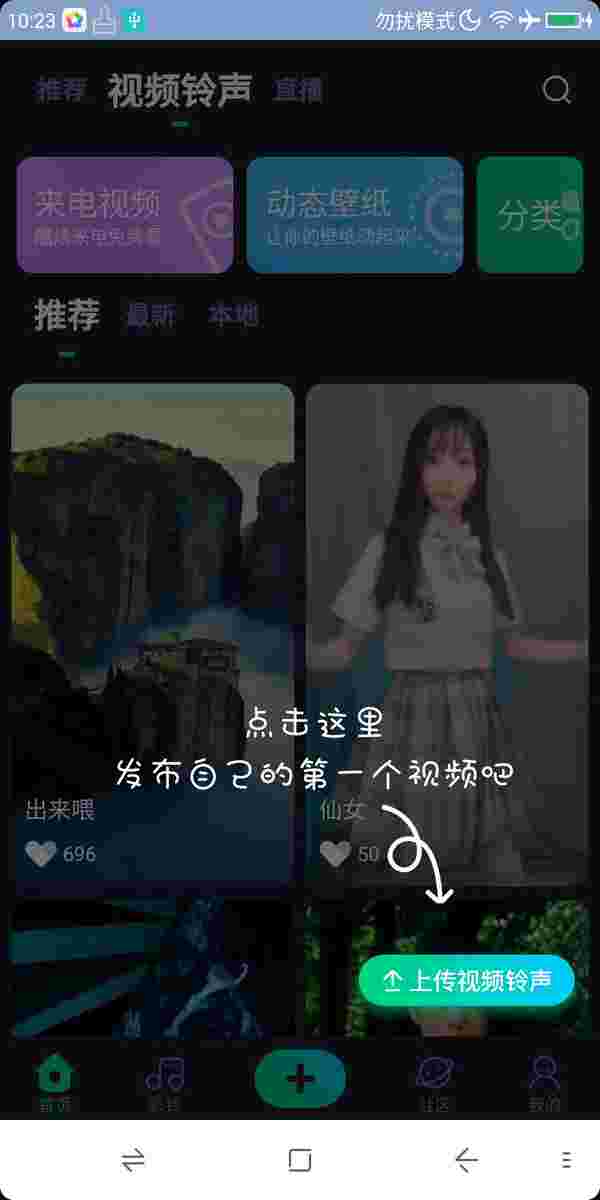 10:23
勿扰模式
推荐 视频铃声 直播
来电视频
动态壁纸
让你的壁纸动起来
分类
推荐 最新 本地
点击这里
发布自己的第一个视频吧
出来喂
仙女
696
50
上传视频铃声
首页
社区
我的